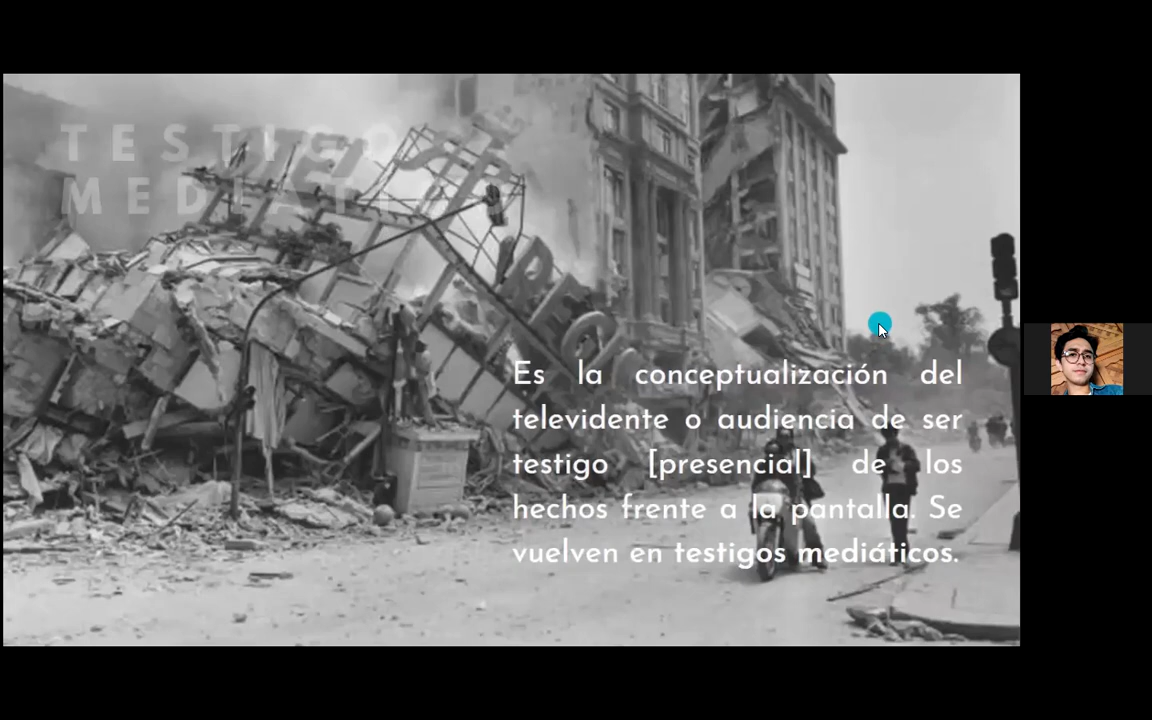 TESTIGO
Es la conceptualización del
televidente o audiencia de ser
testigo [presencial] de los
hechos frente a la pantalla. Se
vuelven en testigos mediáticos.